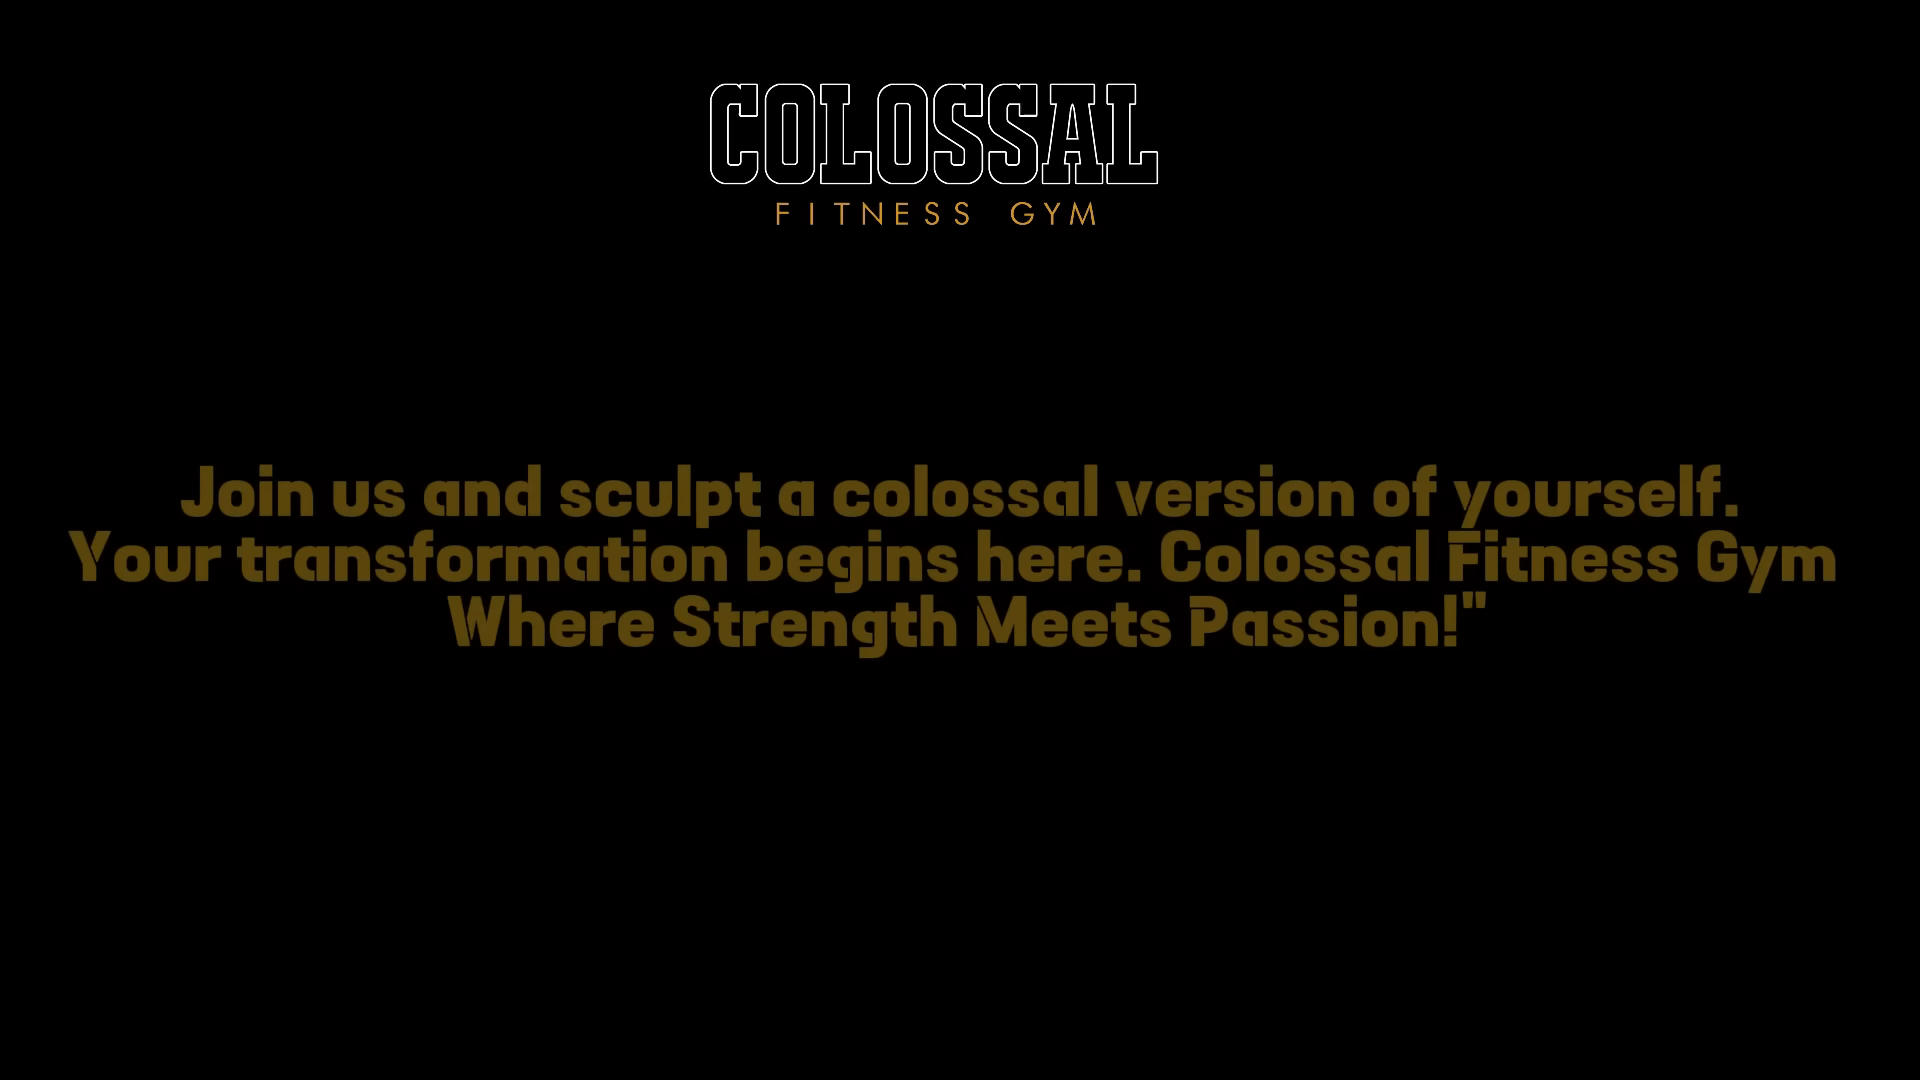 COLOSSAL
FITNESS GYM
Join us and sculpt a colossal version of yourself.
Your transformation begins here. Colossal Fitness Gym
Where Strength Meets Passion!"